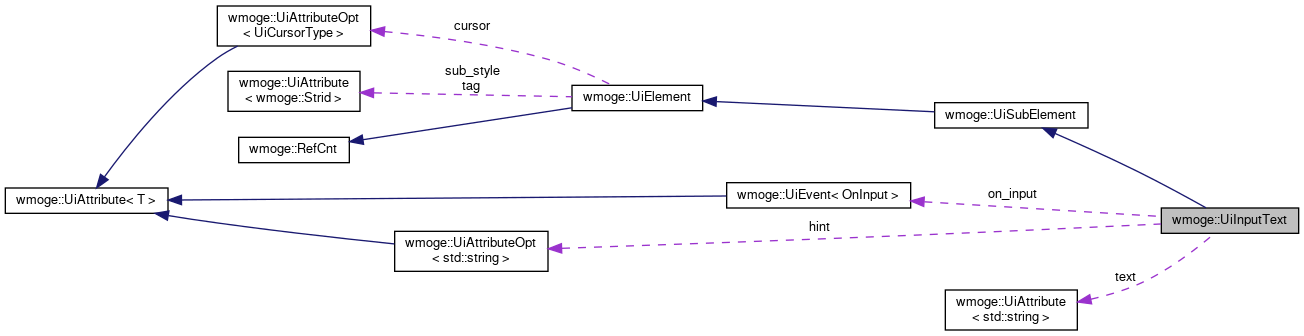 wmoge::UiAttributeOpt
< UiCursorType >
cursor
wmoge::UiAttribute
< wmoge::Strid >
sub_style
tag
wmoge::UiElement
wmoge::UiSubElement
wmoge::RefCnt
wmoge::UiAttribute< T >
wmoge::UiEvent< OnInput >
on_input
wmoge::UiInputText
wmoge::UiAttributeOpt
< std::string >
hint
text
wmoge::UiAttribute
< std::string >